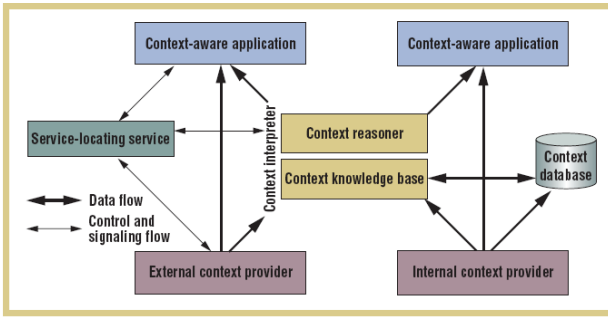 Context-aware application
Context-aware application
Service-locating service
Context interpreter
Context reasoner
Context knowledge base
Context
database
Data flow
Control and
signaling flow
External context provider
Internal context provider